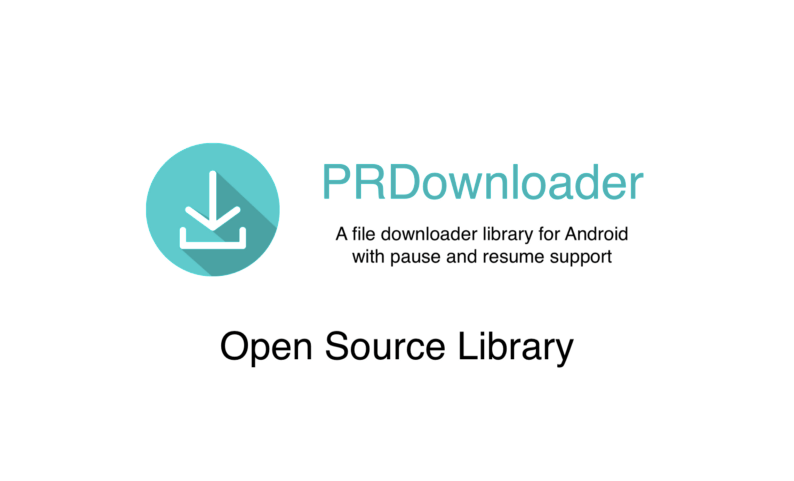 PRDownloader
A file downloader library for Android
with pause and resume support
Open Source Library